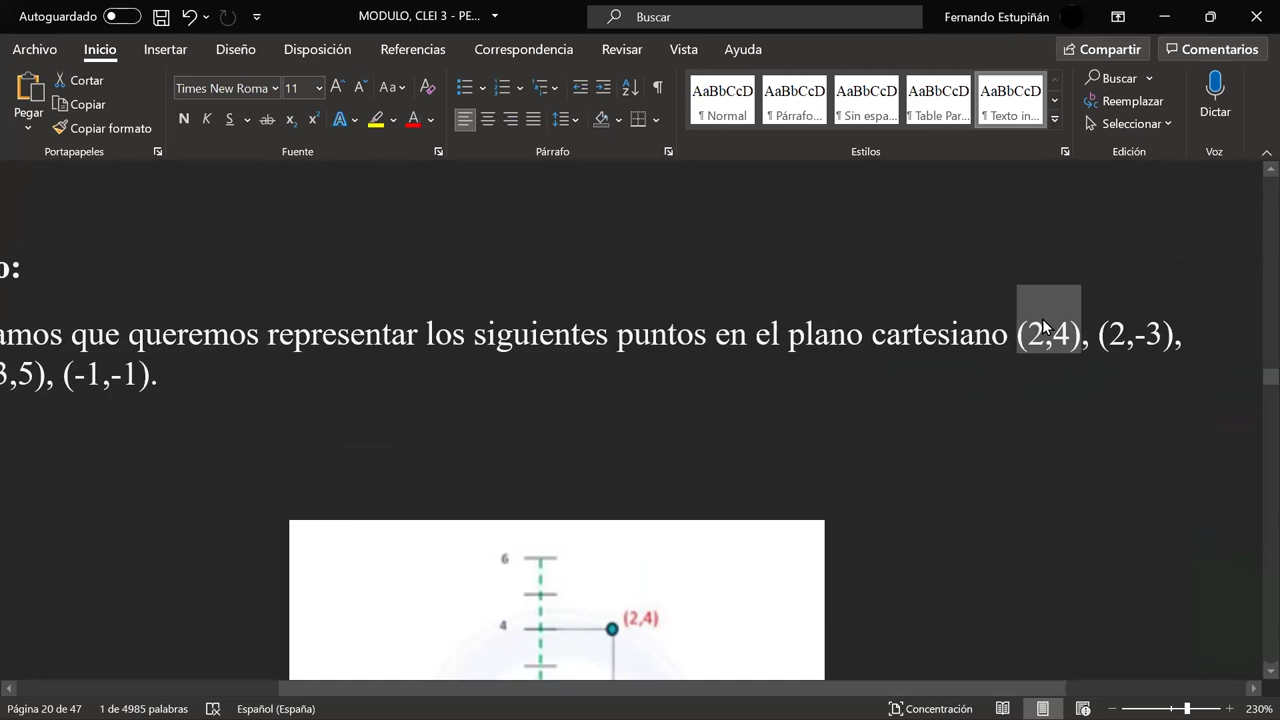 Autoguardado
MODULO, CLEI 3 - PE...
Buscar
Fernando Estupiñán
Archivo
Inicio
Insertar
Diseño
Disposición
Referencias
Correspondencia
Revisar
Vista
Ayuda
Compartir
Comentarios
Pegar
Cortar
Copiar
Copiar formato
Portapapeles
Times New Roma
11
Fuente
Párrafo
AaBbCcD
¶ Normal
AaBbCcD
¶ Párrafo...
AaBbCcD
¶ Sin espa...
AaBbCcD
¶ Table Par...
AaBbCcD
¶ Texto in...
Estilos
Buscar
Reemplazar
Seleccionar
Edición
Dictar
Voz
o:
amos que queremos representar los siguientes puntos en el plano cartesiano (2,4), (2,-3),
3,5), (-1,-1).
6
4
(2,4)
Página 20 de 47
1 de 4985 palabras
Español (España)
Concentración
230%